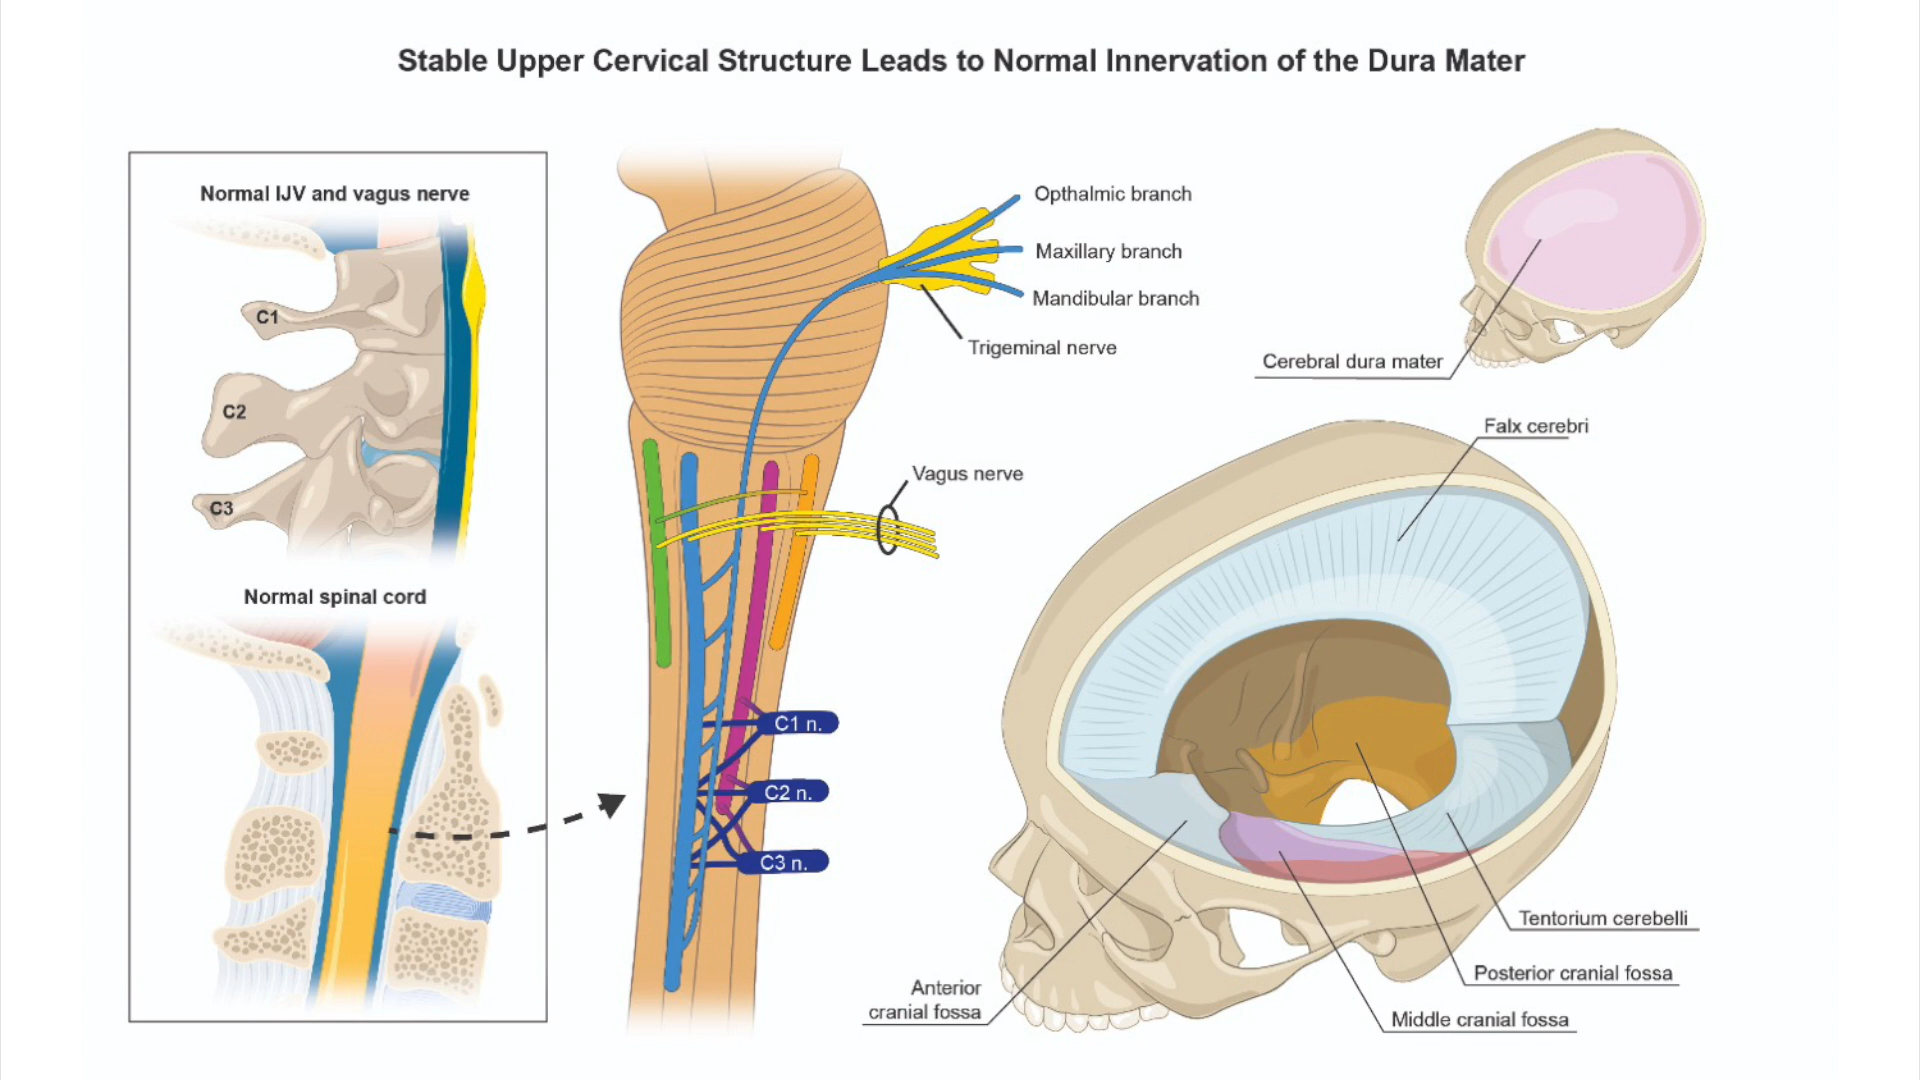 Stable Upper Cervical Structure Leads to Normal Innervation of the Dura Mater
Normal IJV and vagus nerve
C1
C2
C3
Normal spinal cord
Opthalmic branch
Maxillary branch
Mandibular branch
Trigeminal nerve
Vagus nerve
C1 n.
C2 n.
C3 n.
Cerebral dura mater
Falx cerebri
Tentorium cerebelli
Posterior cranial fossa
Middle cranial fossa
Anterior
cranial fossa